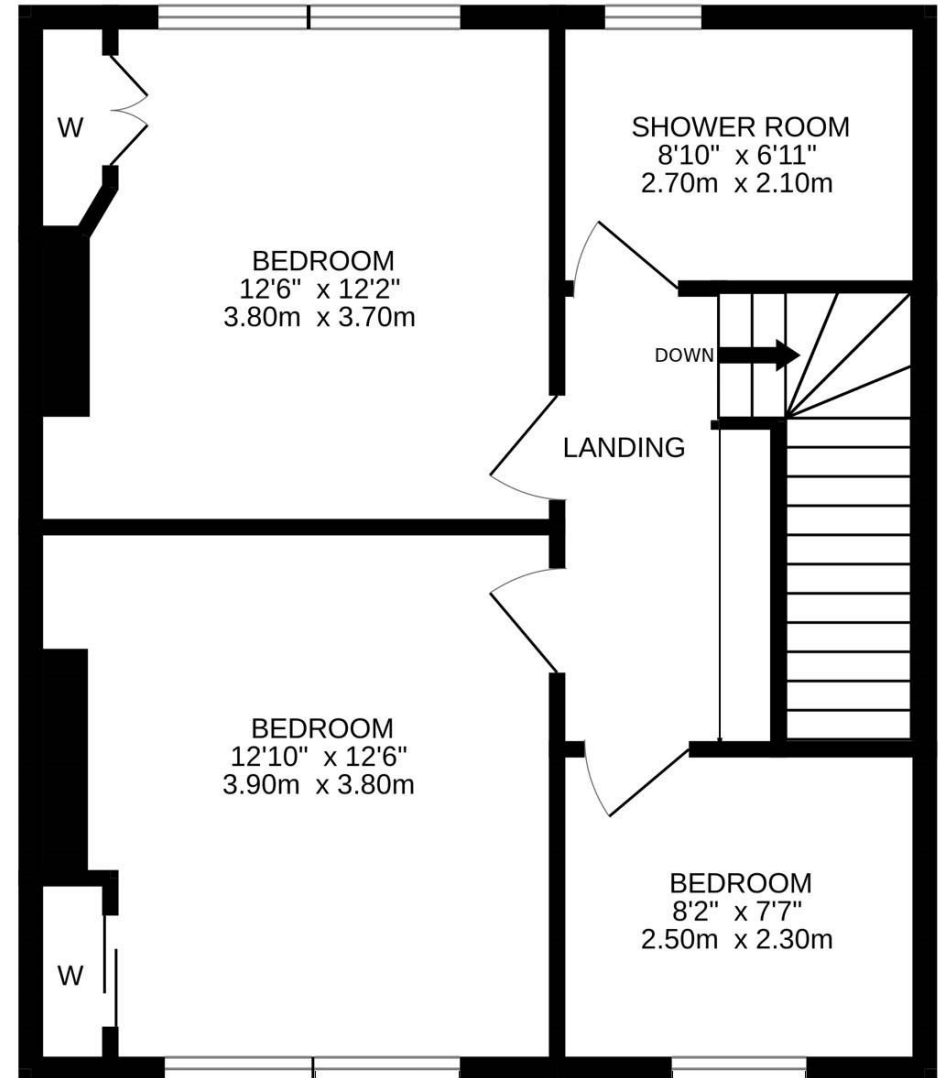 W
SHOWER ROOM
8'10" x 6'11"
2.70m x 2.10m
BEDROOM
12'6" x 12'2"
3.80m x 3.70m
DOWN
LANDING
BEDROOM
12'10" x 12'6"
3.90m x 3.80m
BEDROOM
8'2" x 7'7"
2.50m x 2.30m
W